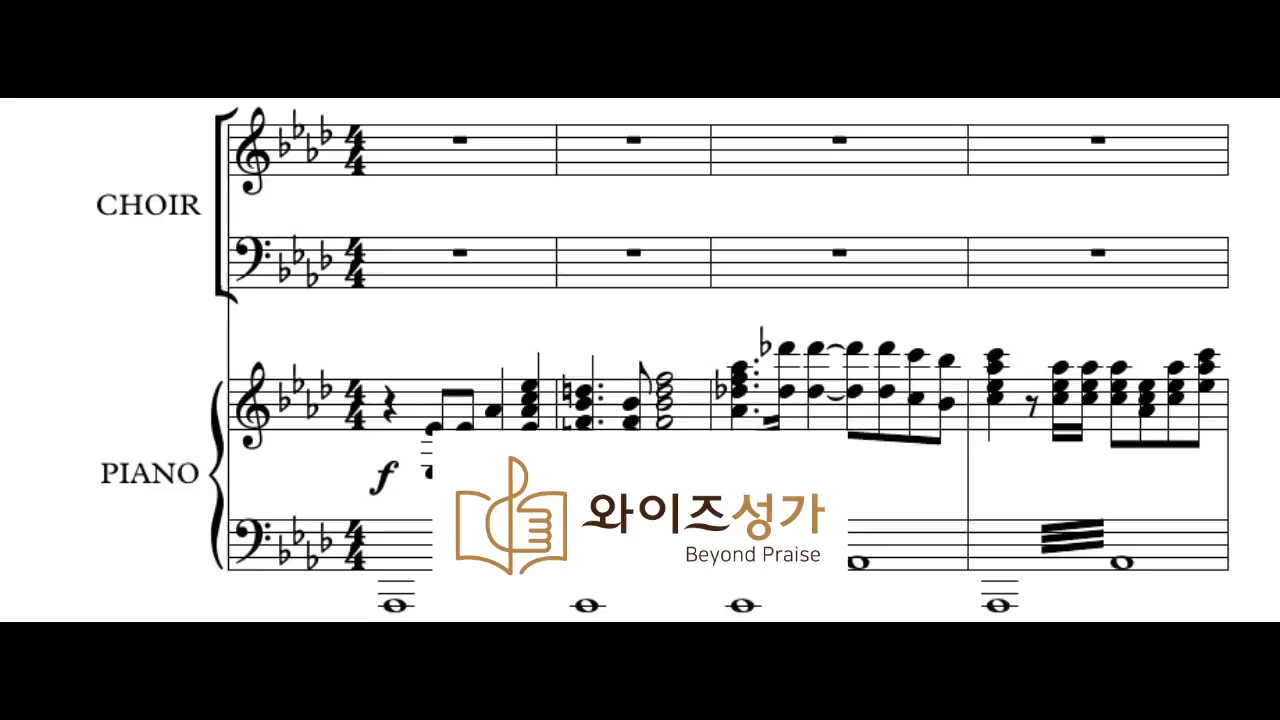 CHOIR
PIANO
f
와이즈성가
Beyond Praise